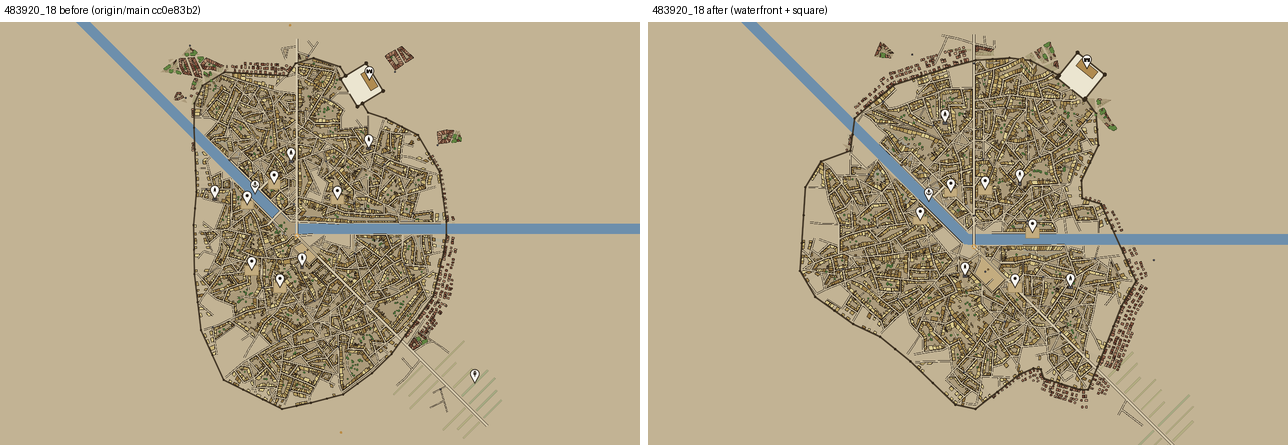 483920_18 before (origin/main cc0e83b2)
483920_18 after (waterfront + square)